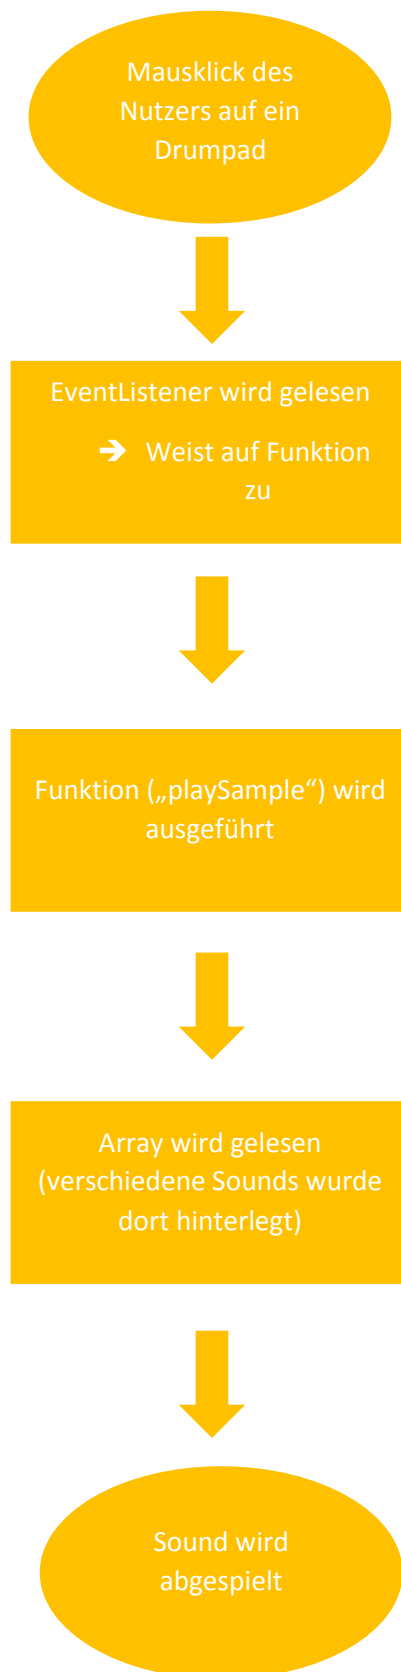 Mausklick des
Nutzers auf ein
Drumpad
EventListener wird gelesen
➔ Weist auf Funktion
zu
Funktion („playSample“) wird
ausgeführt
Array wird gelesen
(verschiedene Sounds wurde
dort hinterlegt)
Sound wird
abgespielt